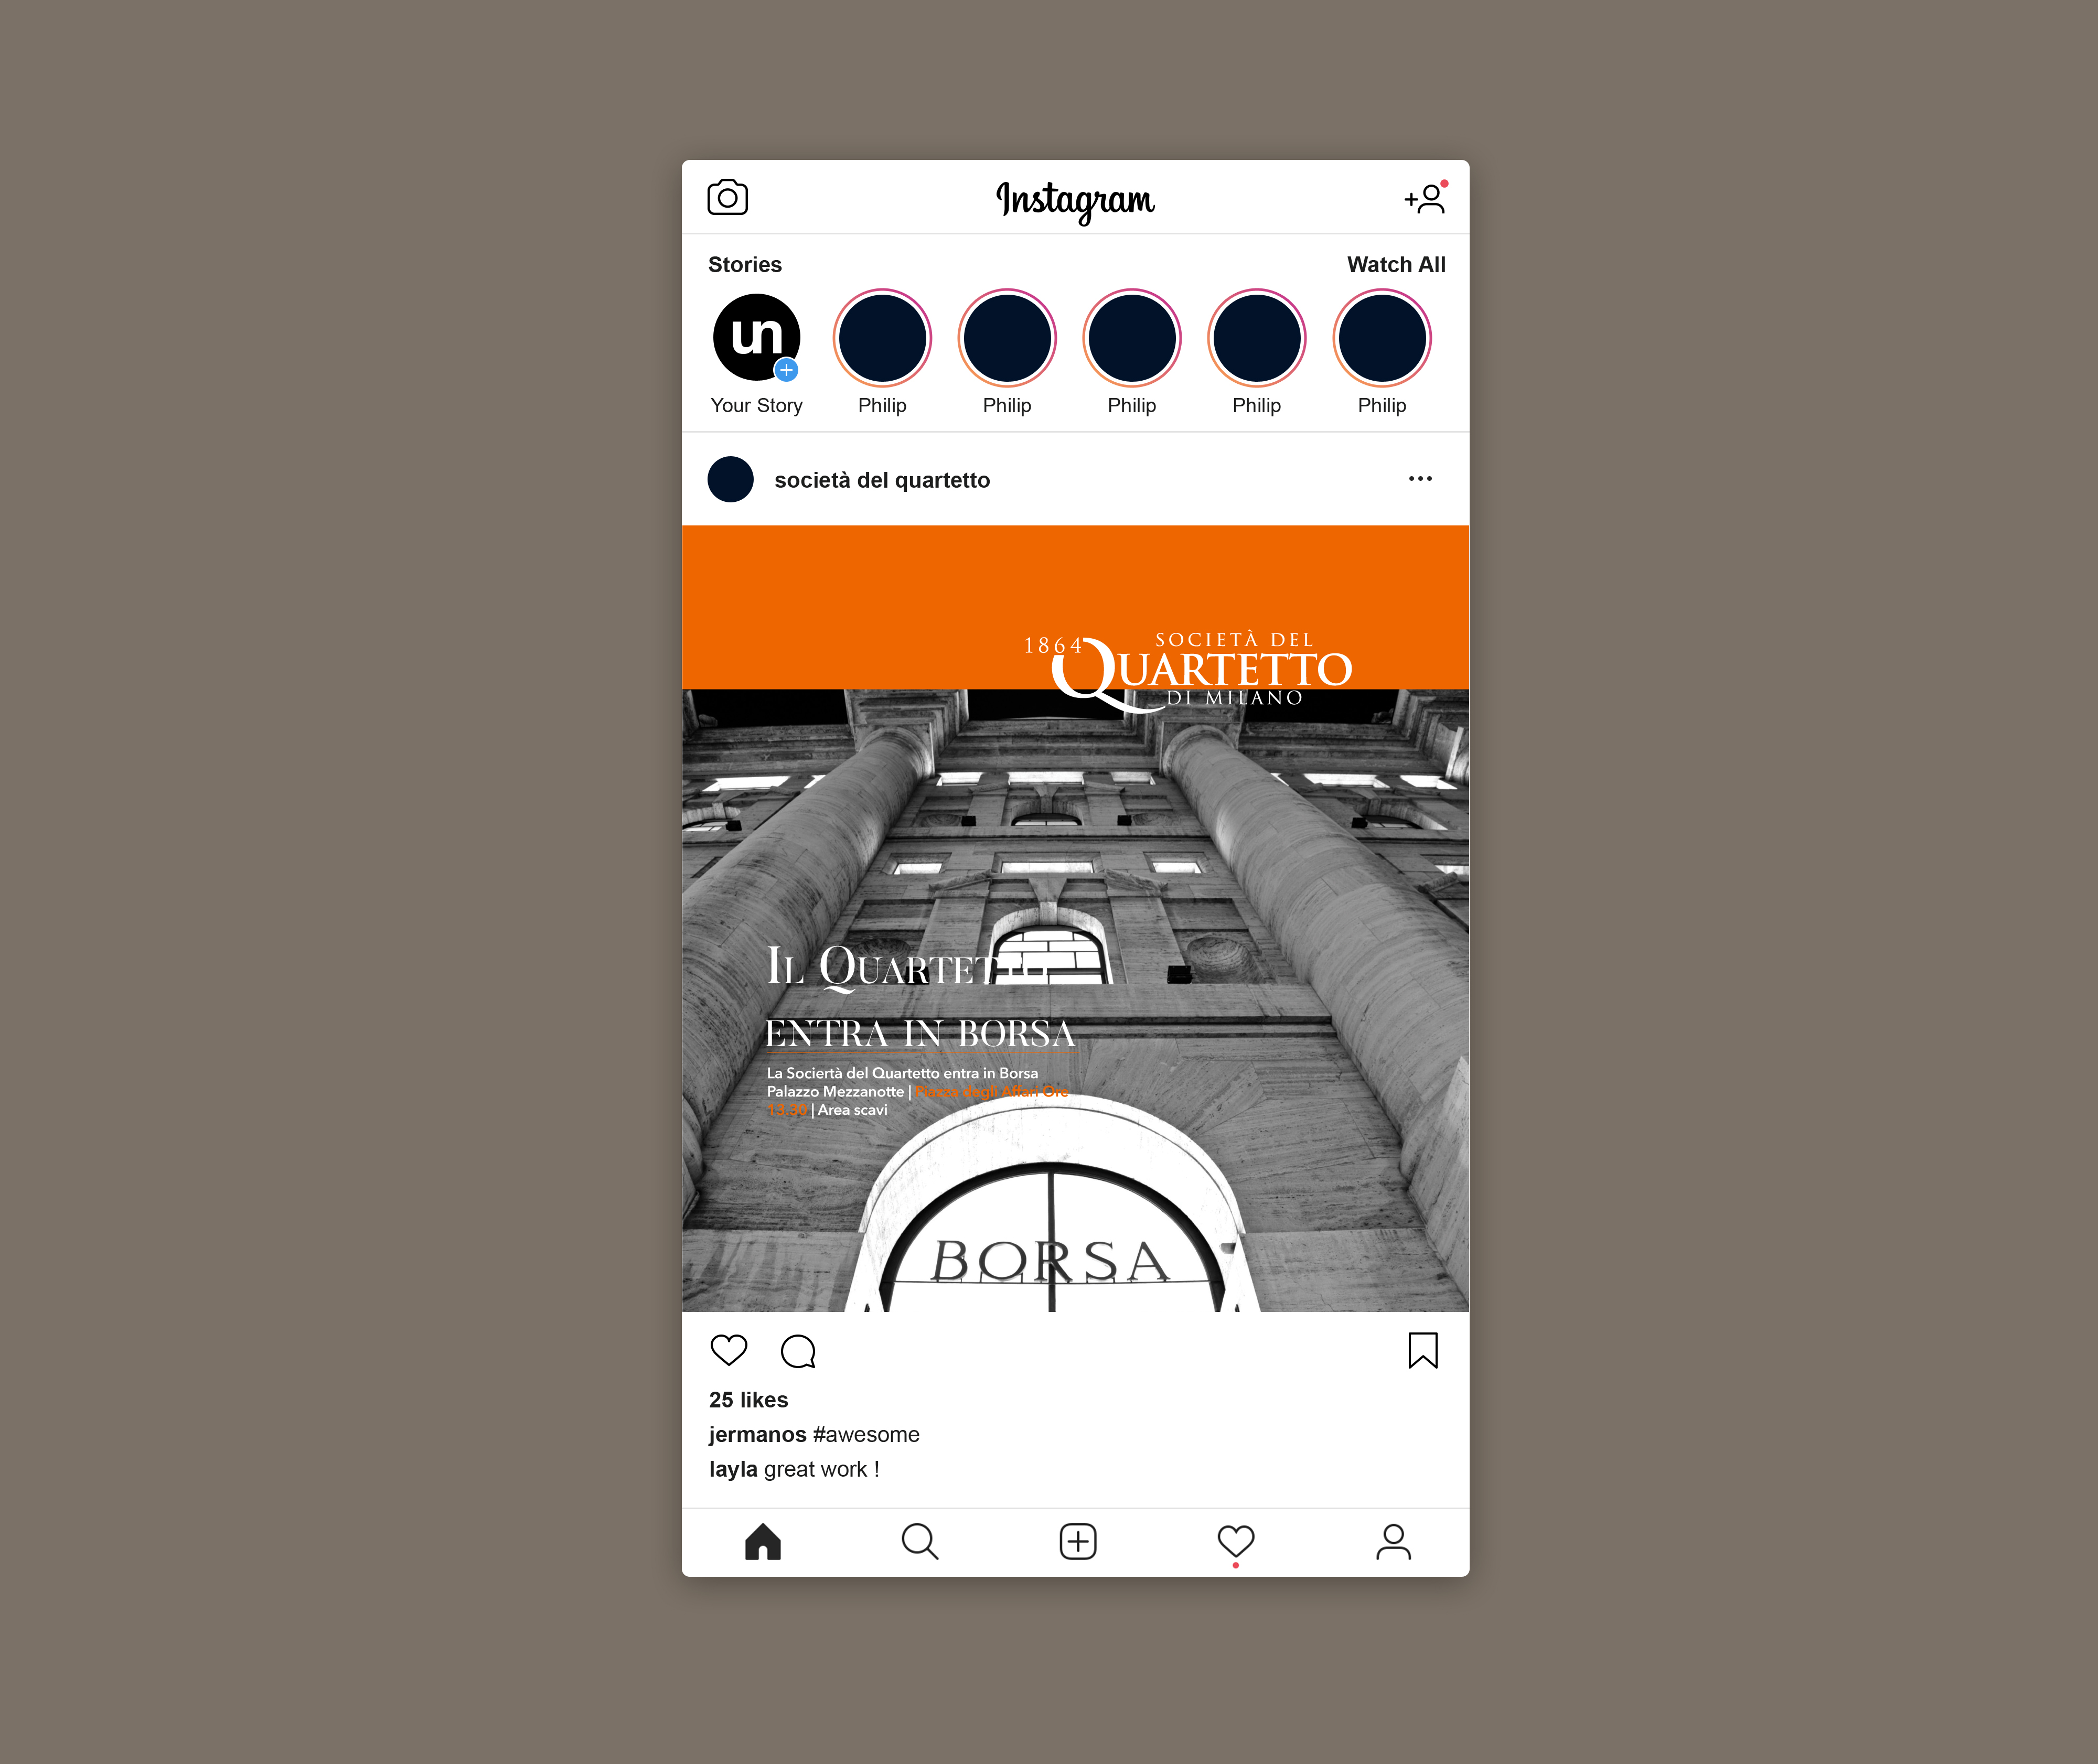 Instagram
Stories
Watch All
un
Your Story
Philip
Philip
Philip
Philip
Philip
società del quartetto
1864
SOCIETÀ DEL
QUARTETTO
DI MILANO
IL QUARTETTO
ENTRA IN BORSA
La Sociertà del Quartetto entra in Borsa
Palazzo Mezzanotte | Piazza degli Affari Ore
13.30 | Area scavi
BORSA
25 likes
jermanos #awesome
layla great work !